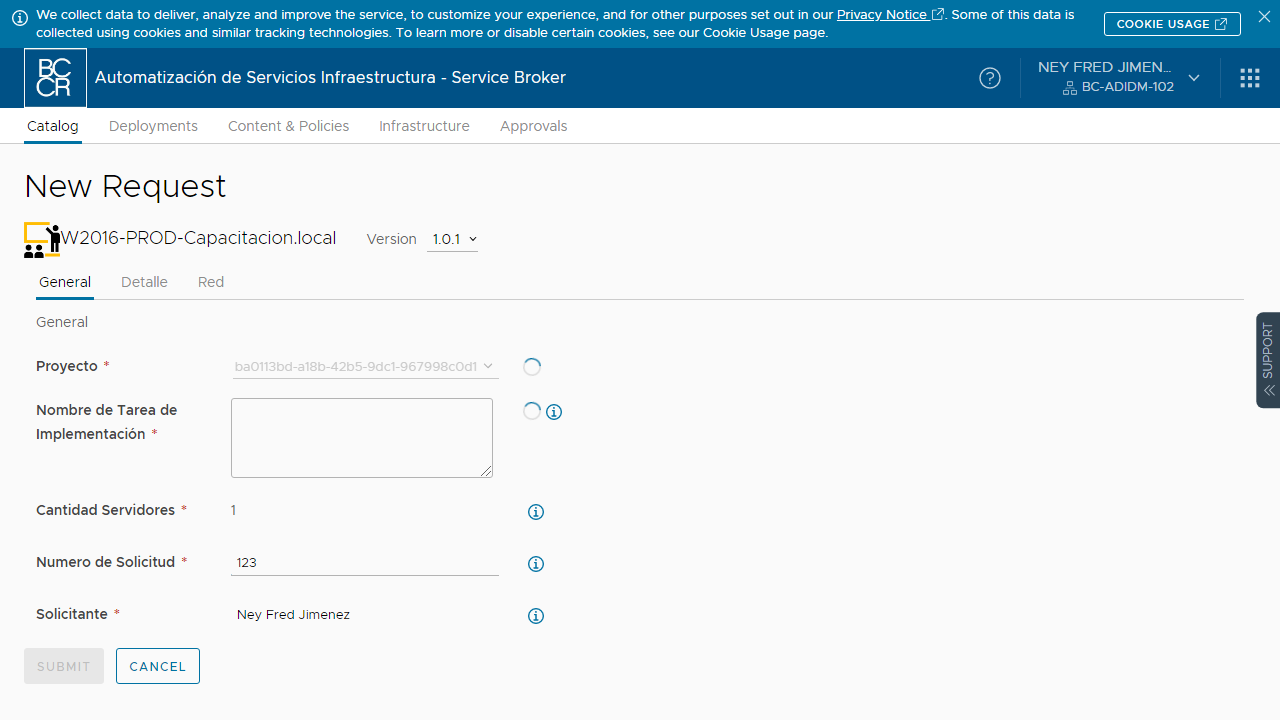 We collect data to deliver, analyze and improve the service, to customize your experience, and for other purposes set out in our Privacy Notice. Some of this data is
collected using cookies and similar tracking technologies. To learn more or disable certain cookies, see our Cookie Usage page.
COOKIE USAGE
BC
CR
Automatización de Servicios Infraestructura - Service Broker
NEY FRED JIMEN...
BC-ADIDM-102
Catalog Deployments Content & Policies Infrastructure Approvals
New Request
W2016-PROD-Capacitacion.local Version 1.0.1
General Detalle Red
General
SUPPORT
Proyecto * ba0113bd-a18b-42b5-9dc1-967998c0d1
Nombre de Tarea de
Implementación *
Cantidad Servidores * 1
Numero de Solicitud * 123
Solicitante * Ney Fred Jimenez
SUBMIT CANCEL